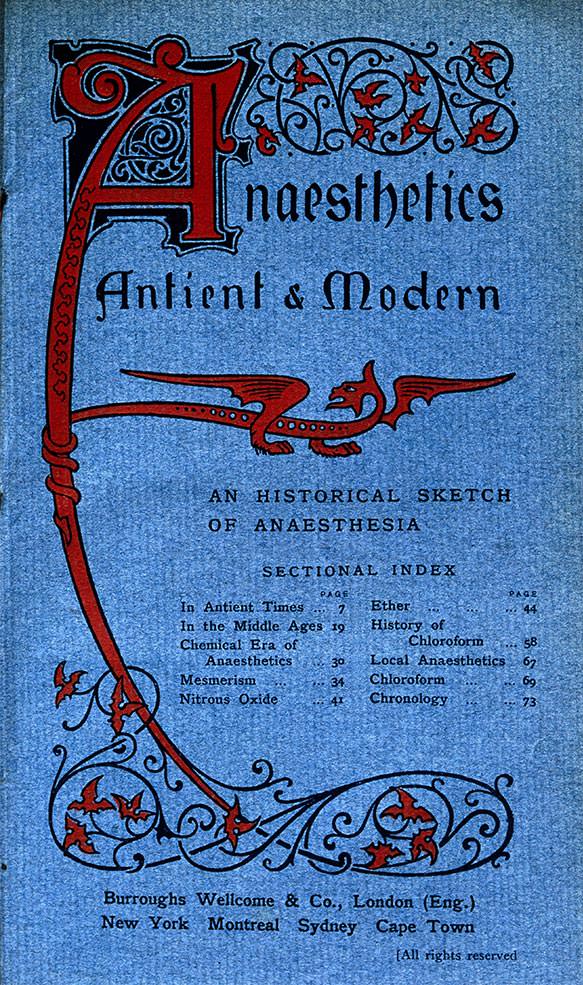 Anaesthetics
Antient & Modern
AN HISTORICAL SKETCH
OF ANAESTHESIA
SECTIONAL INDEX
PAGE
In Antient Times ... 7
In the Middle Ages 19
Chemical Era of
Anaesthetics ... 30
Mesmerism ... ... 34
Nitrous Oxide ... 41
PAGE
Ether ... ... ... 44
History of
Chloroform ... 58
Local Anaesthetics 67
Chloroform ... ... 69
Chronology ... ... 73
Burroughs Wellcome & Co., London (Eng.)
New York Montreal Sydney Cape Town
[All rights reserved